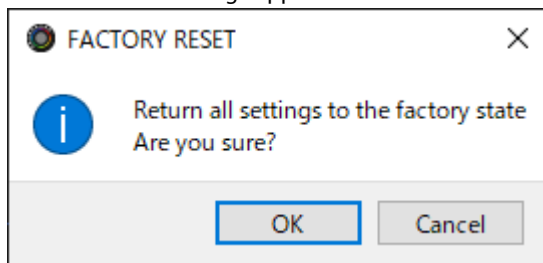 FACTORY RESET
Return all settings to the factory state
Are you sure?
OK
Cancel